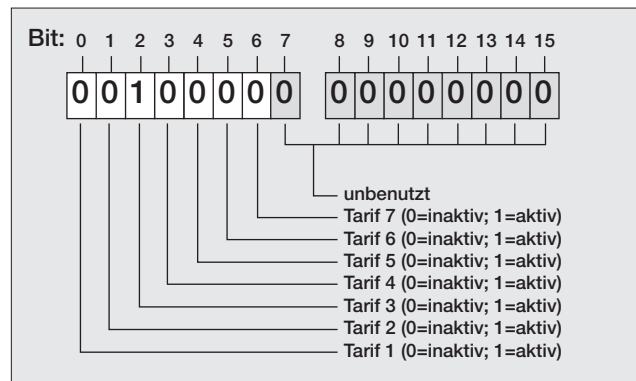 Bit: 0 1 2 3 4 5 6 7 8 9 10 11 12 13 14 15
0 0 1 0 0 0 0 0 0 0 0 0 0 0 0 0
unbenutzt
Tarif 7 (0=inaktiv; 1=aktiv)
Tarif 6 (0=inaktiv; 1=aktiv)
Tarif 5 (0=inaktiv; 1=aktiv)
Tarif 4 (0=inaktiv; 1=aktiv)
Tarif 3 (0=inaktiv; 1=aktiv)
Tarif 2 (0=inaktiv; 1=aktiv)
Tarif 1 (0=inaktiv; 1=aktiv)